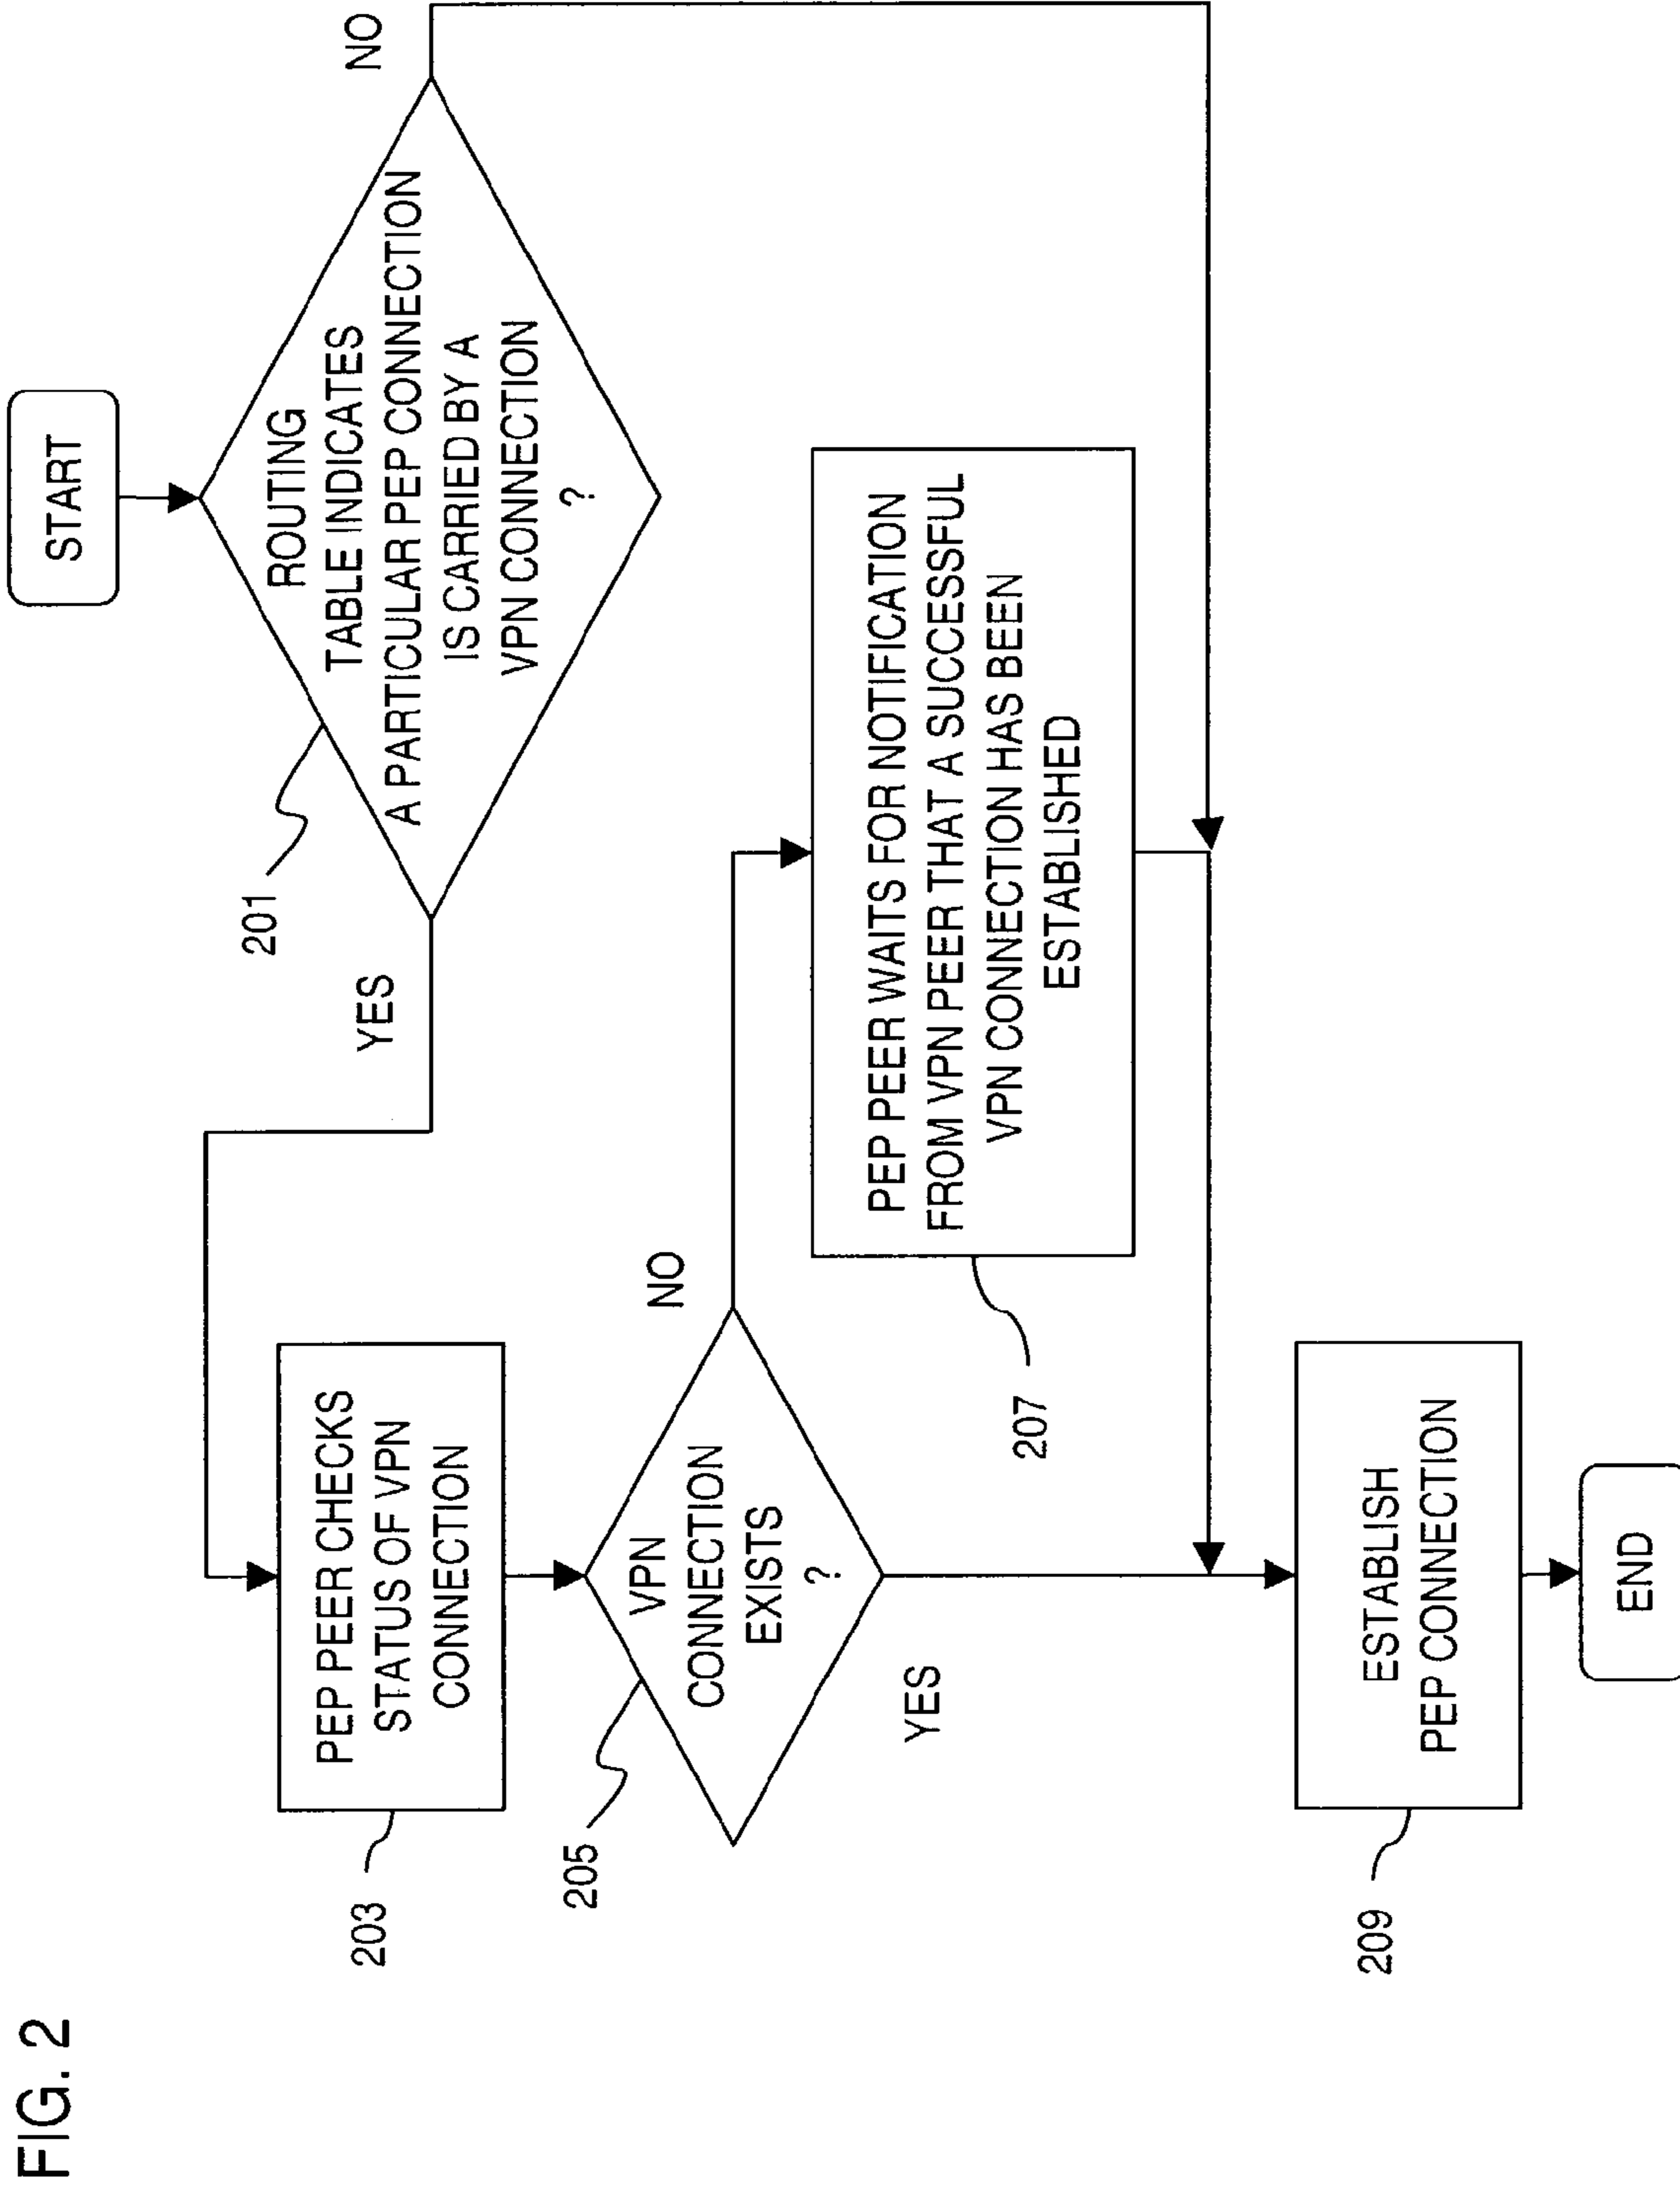 FIG. 2
START
ROUTING
TABLE INDICATES
A PARTICULAR PEP CONNECTION
IS CARRIED BY A
VPN CONNECTION
?
201
YES
NO
PEP PEER CHECKS
STATUS OF VPN
CONNECTION
203
VPN
CONNECTION
EXISTS
?
205
NO
YES
PEP PEER WAITS FOR NOTIFICATION
FROM VPN PEER THAT A SUCCESSFUL
VPN CONNECTION HAS BEEN
ESTABLISHED
207
ESTABLISH
PEP CONNECTION
209
END